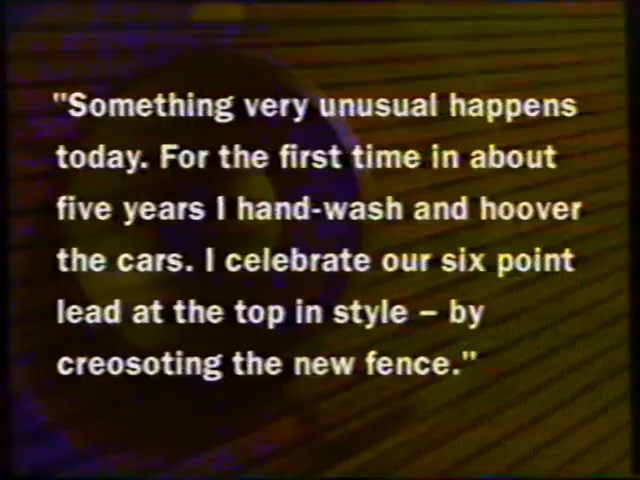 "Something very unusual happens
today. For the first time in about
five years I hand-wash and hoover
the cars. I celebrate our six point
lead at the top in style – by
creosoting the new fence."